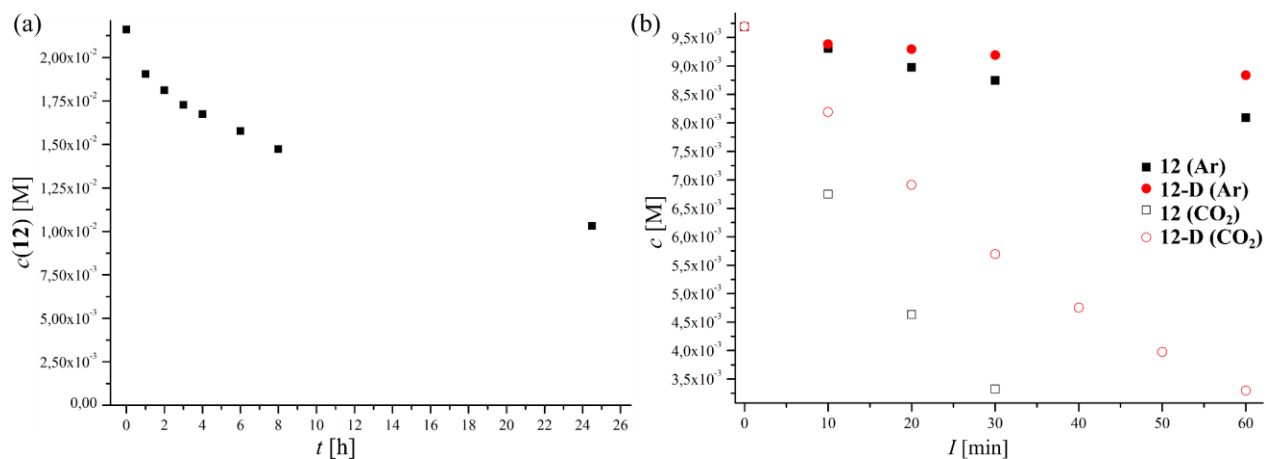 (a)
2,00x10⁻²
1,75x10⁻²
1,50x10⁻²
1,25x10⁻²
1,00x10⁻²
7,50x10⁻³
5,00x10⁻³
2,50x10⁻³
0,00
c(12) [M]
0 2 4 6 8 10 12 14 16 18 20 22 24 26
t [h]
(b)
9,5x10⁻³
9,0x10⁻³
8,5x10⁻³
8,0x10⁻³
7,5x10⁻³
7,0x10⁻³
6,5x10⁻³
6,0x10⁻³
5,5x10⁻³
5,0x10⁻³
4,5x10⁻³
4,0x10⁻³
3,5x10⁻³
c [M]
12 (Ar)
12-D (Ar)
12 (CO₂)
12-D (CO₂)
0 10 20 30 40 50 60
I [min]